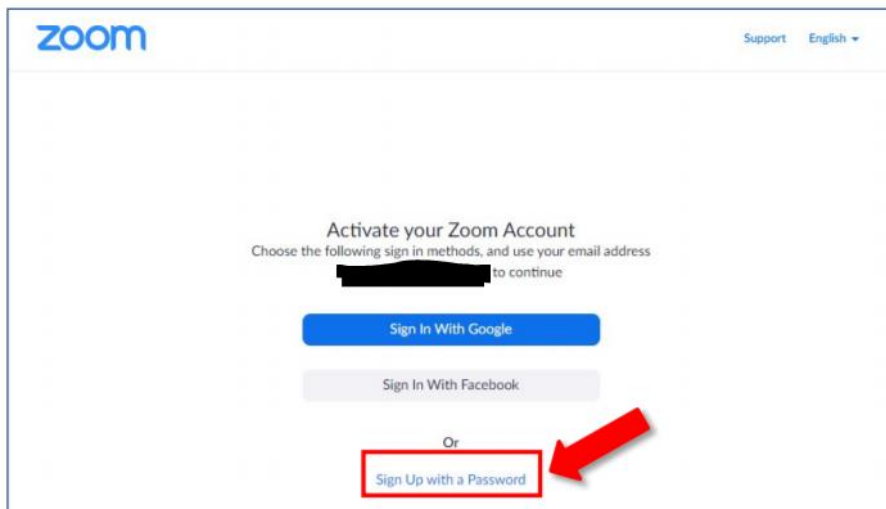 zoom
Support English
Activate your Zoom Account
Choose the following sign in methods, and use your email address
to continue
Sign In With Google
Sign In With Facebook
Or
Sign Up with a Password